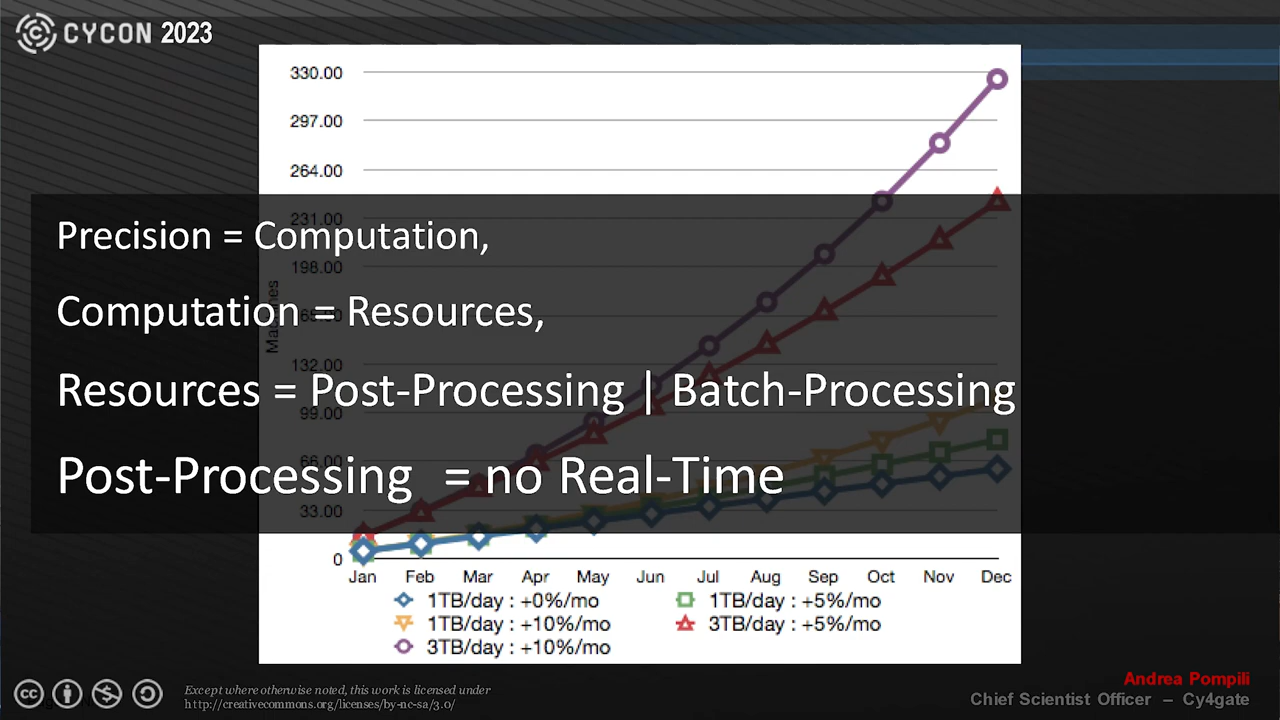 CYCON 2023
330.00
297.00
264.00
231.00
198.00
132.00
99.00
66.00
33.00
0
Precision = Computation,
Computation = Resources,
Resources = Post-Processing | Batch-Processing
Post-Processing = no Real-Time
Jan Feb Mar Apr May Jun Jul Aug Sep Oct Nov Dec
1TB/day : +0%/mo 1TB/day : +5%/mo
1TB/day : +10%/mo 3TB/day : +5%/mo
3TB/day : +10%/mo
Except where otherwise noted, this work is licensed under
http://creativecommons.org/licenses/by-nc-sa/3.0/
Andrea Pompili
Chief Scientist Officer – Cy4gate